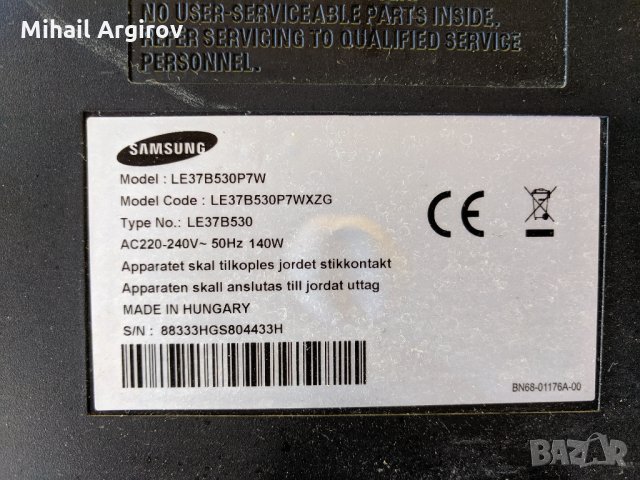 Mihail Argirov
NO USER-SERVICEABLE PARTS INSIDE.
REFER SERVICING TO QUALIFIED SERVICE
PERSONNEL.
SAMSUNG
Model : LE37B530P7W
Model Code : LE37B530P7WXZG
Type No.: LE37B530
AC220-240V~ 50Hz 140W
Apparatet skal tilkoples jordet stikkontakt
Apparaten skall anslutas till jordat uttag
MADE IN HUNGARY
S/N : 88333HGS804433H
CE
BN68-01176A-00
BAZAR